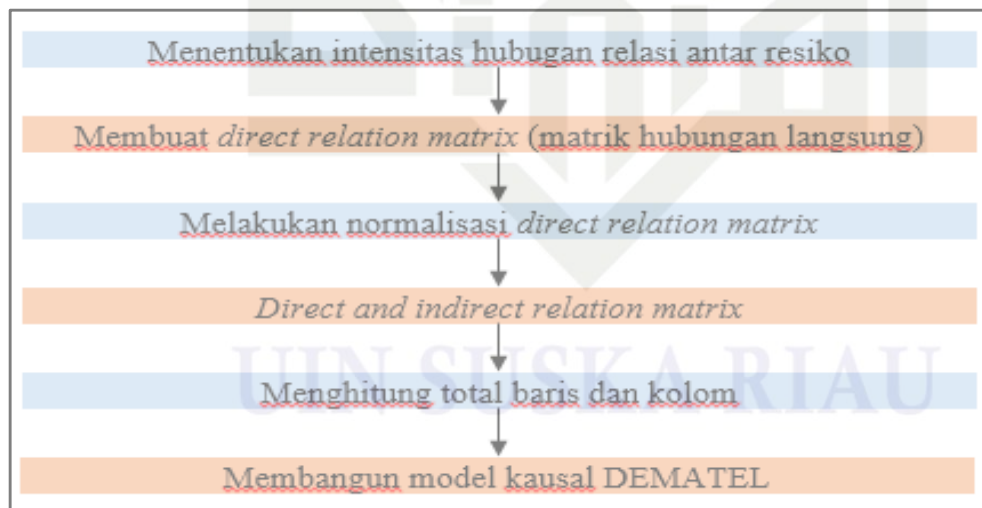 Menentukan intensitas hubugan relasi antar resiko
Membuat direct relation matrix (matrik hubungan langsung)
Melakukan normalisasi direct relation matrix
Direct and indirect relation matrix
UIN SUSKA RIAU
Menghitung total baris dan kolom
Membangun model kausal DEMATEL